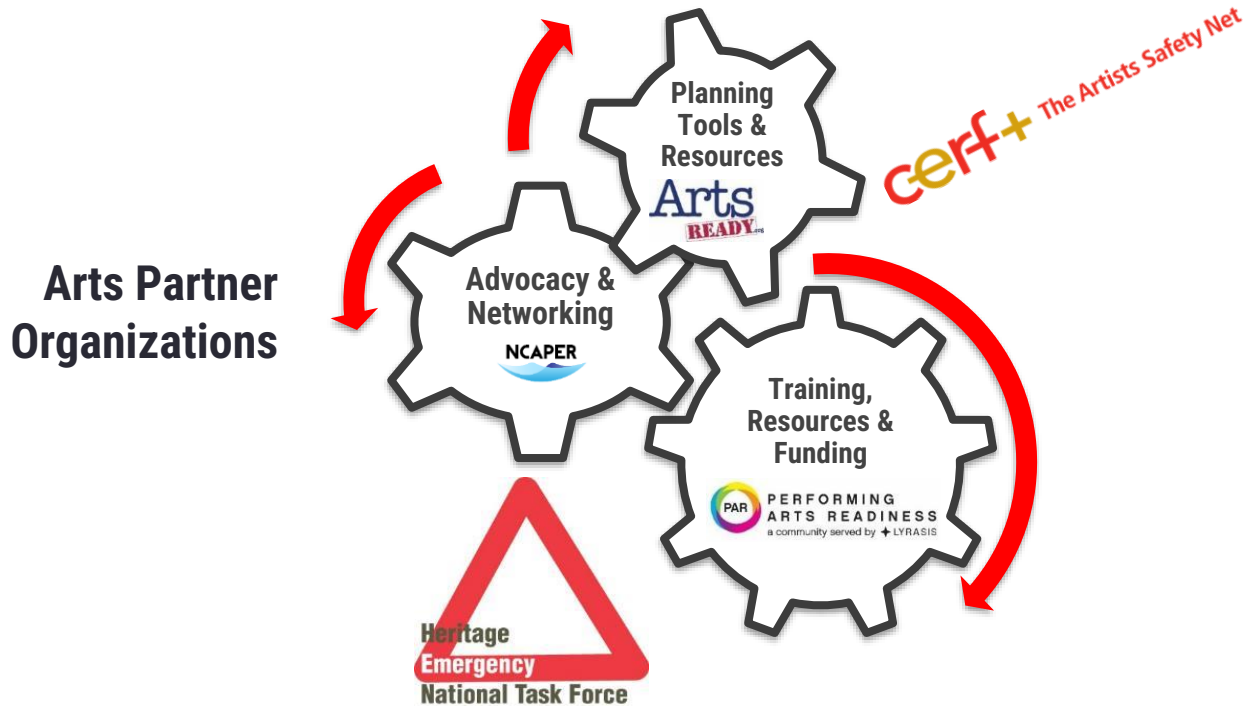 Arts Partner
Organizations
Planning
Tools &
Resources
Arts
READY.org
cerf+ The Artists Safety Net
Advocacy &
Networking
NCAPER
Training,
Resources &
Funding
PAR
PERFORMING
ARTS READINESS
a community served by LYRASIS
Heritage
Emergency
National Task Force